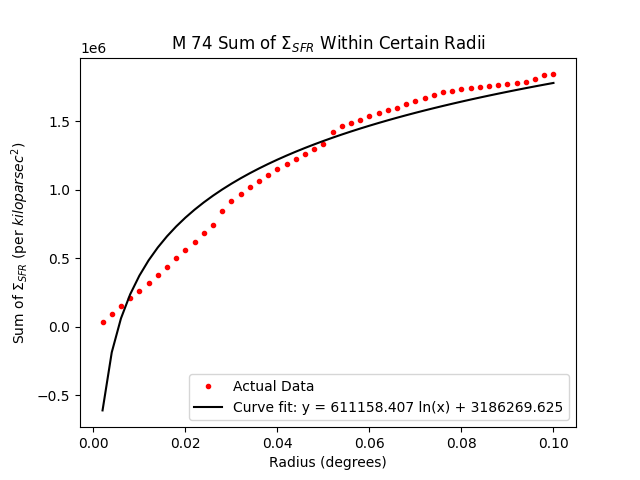 M 74 Sum of Σ_SFR Within Certain Radii
1e6
1.5
1.0
0.5
0.0
−0.5
Sum of Σ_SFR (per kiloparsec²)
Actual Data
Curve fit: y = 611158.407 ln(x) + 3186269.625
0.00 0.02 0.04 0.06 0.08 0.10
Radius (degrees)